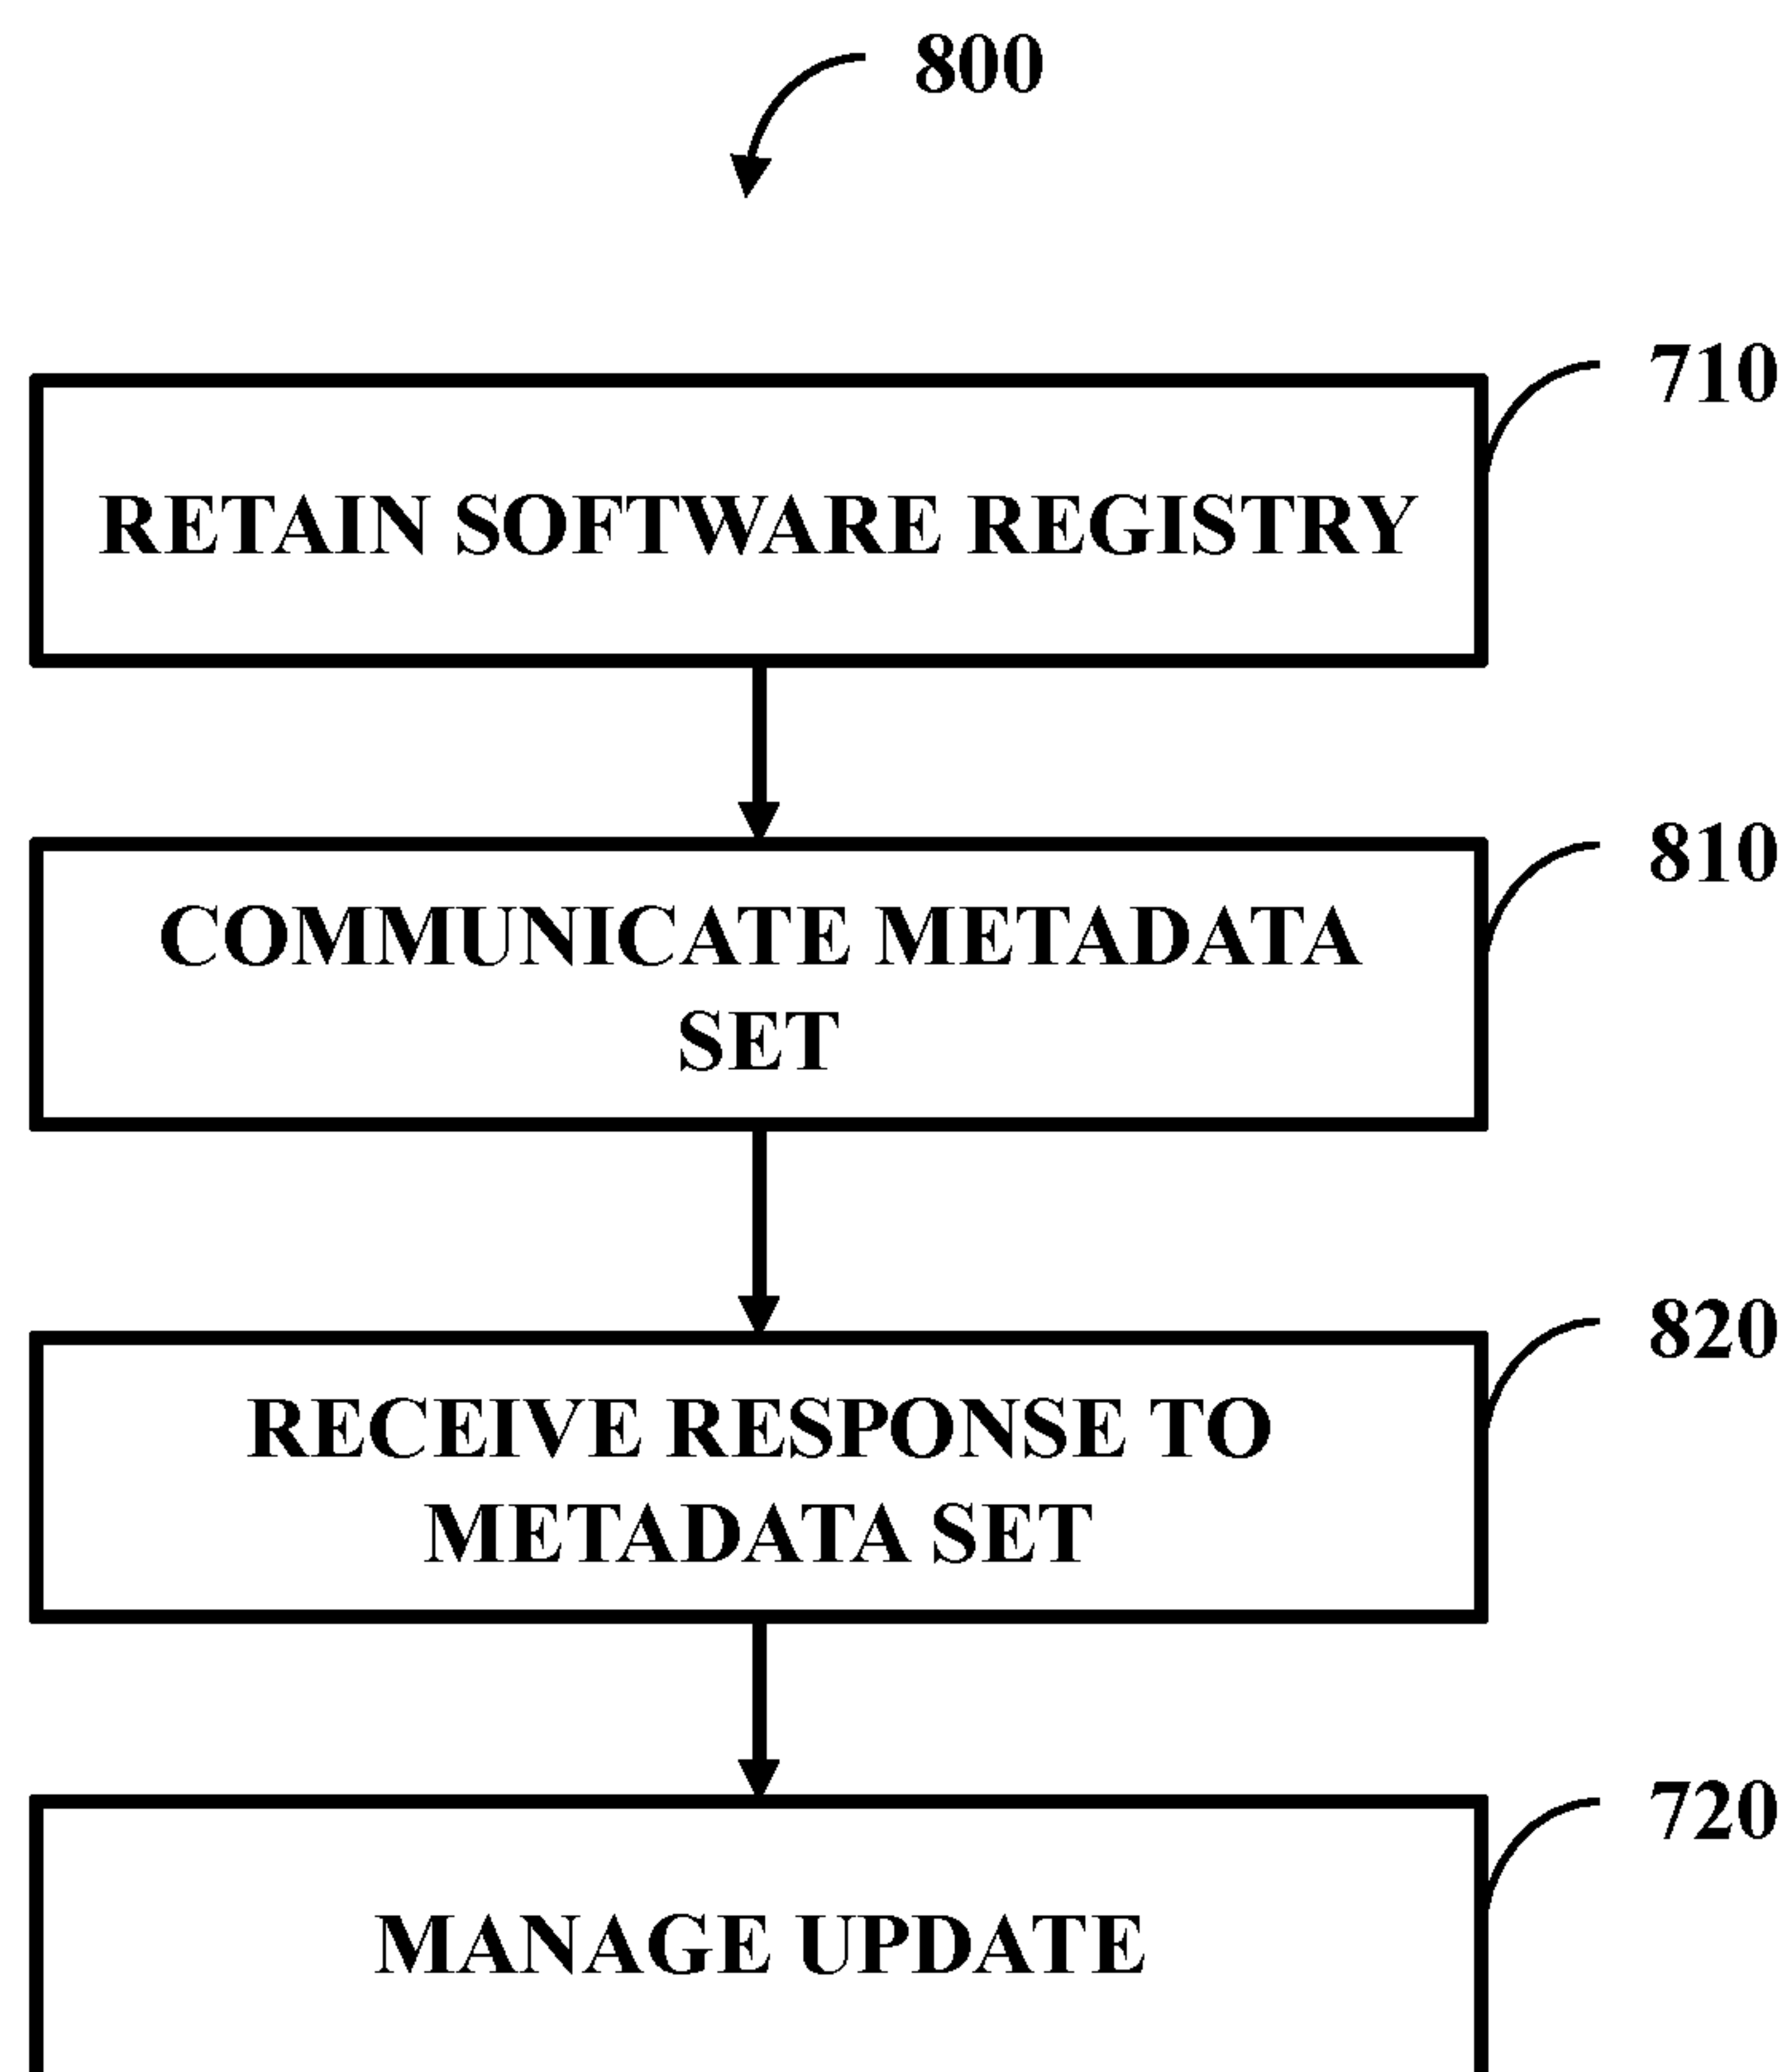 800
710
RETAIN SOFTWARE REGISTRY
810
COMMUNICATE METADATA
SET
820
RECEIVE RESPONSE TO
METADATA SET
720
MANAGE UPDATE